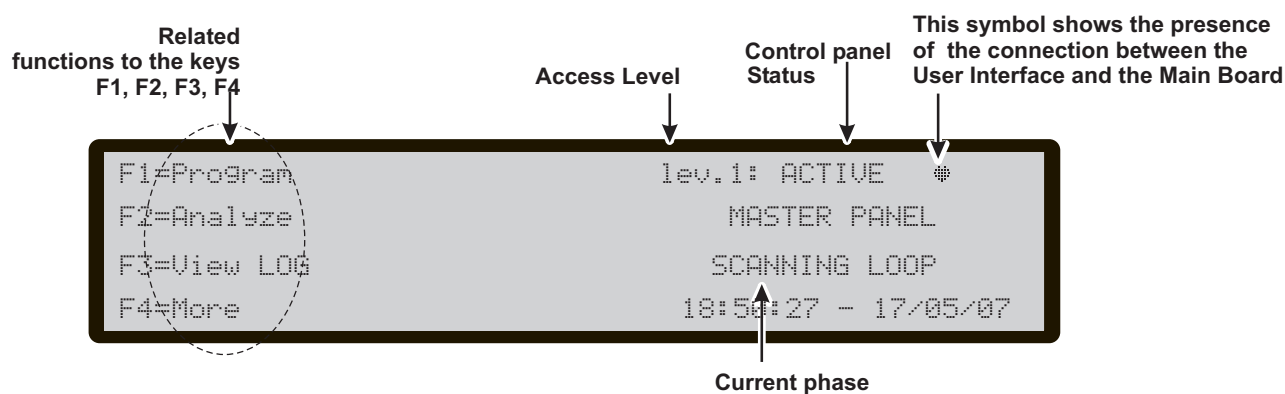 Related
functions to the keys
F1, F2, F3, F4
Access Level
Control panel
Status
This symbol shows the presence
of the connection between the
User Interface and the Main Board
F1=Program lev.1: ACTIVE
F2=Analyze MASTER PANEL
F3=View LOG SCANNING LOOP
F4=More 18:50:27 - 17/05/07
Current phase